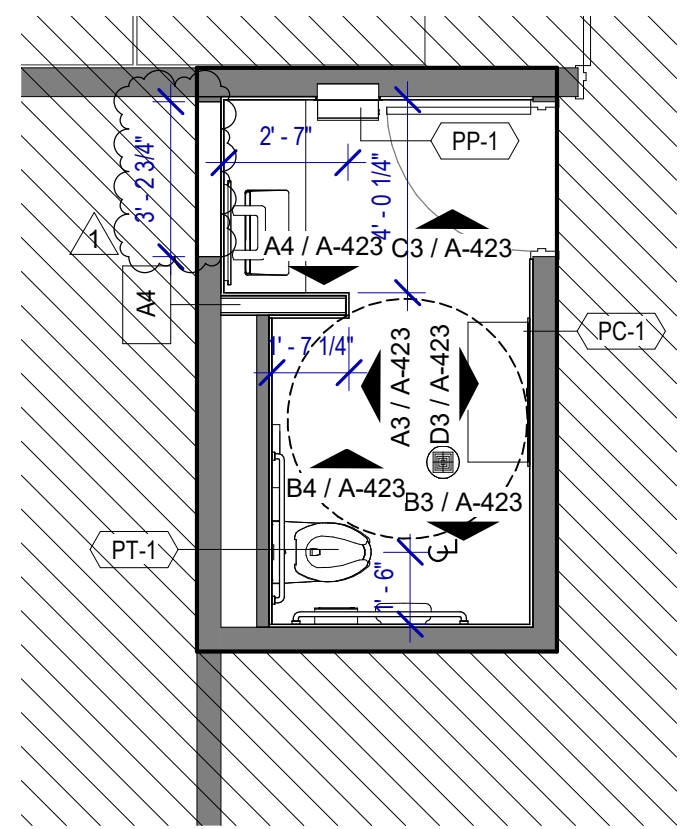 PP-1
2' - 7"
3' - 2 3/4"
4' - 0 1/4"
1
A4 / A-423
C3 / A-423
A4
PC-1
1' - 7 1/4"
A3 / A-423
D3 / A-423
B4 / A-423
B3 / A-423
PT-1
CL
1' - 6"